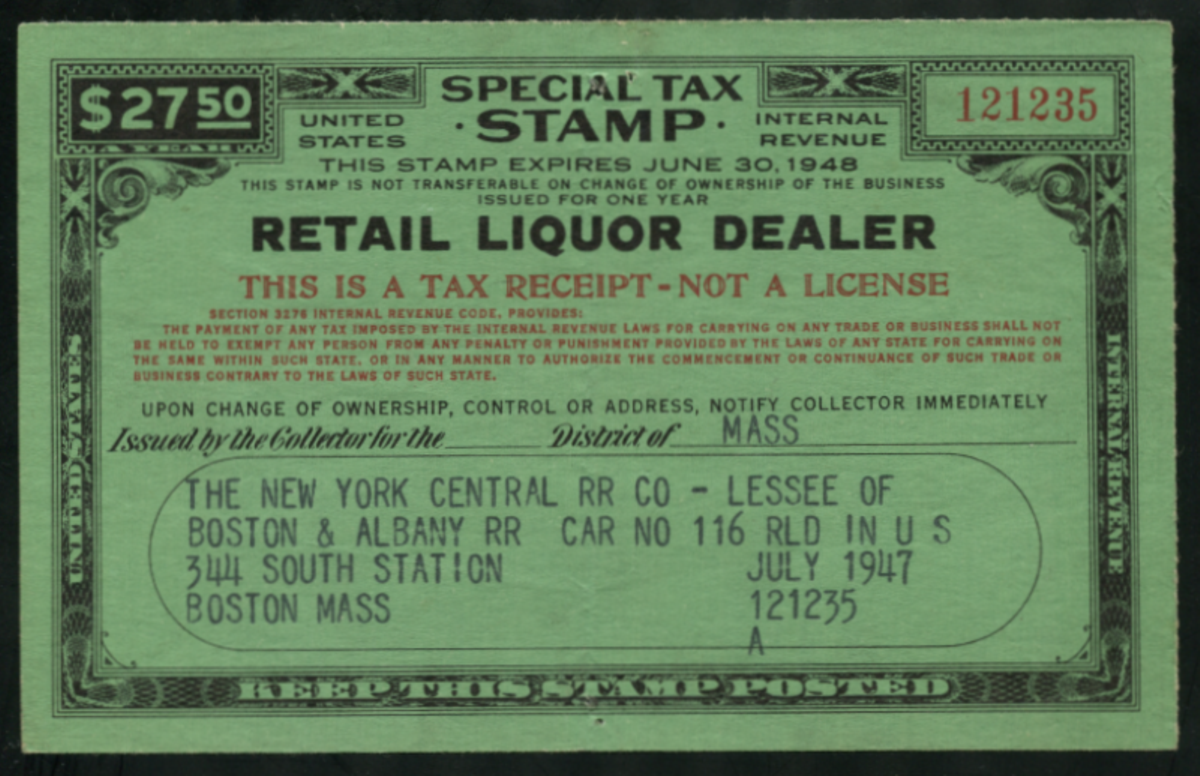 $27.50
A YEAR
SPECIAL TAX
121235
UNITED STATES
· STAMP ·
INTERNAL REVENUE
THIS STAMP EXPIRES JUNE 30, 1948
THIS STAMP IS NOT TRANSFERABLE ON CHANGE OF OWNERSHIP OF THE BUSINESS
ISSUED FOR ONE YEAR
RETAIL LIQUOR DEALER
THIS IS A TAX RECEIPT - NOT A LICENSE
SECTION 3276 INTERNAL REVENUE CODE, PROVIDES:
THE PAYMENT OF ANY TAX IMPOSED BY THE INTERNAL REVENUE LAWS FOR CARRYING ON ANY TRADE OR BUSINESS SHALL NOT
BE HELD TO EXEMPT ANY PERSON FROM ANY PENALTY OR PUNISHMENT PROVIDED BY THE LAWS OF ANY STATE FOR CARRYING ON
THE SAME WITHIN SUCH STATE, OR IN ANY MANNER TO AUTHORIZE THE COMMENCEMENT OR CONTINUANCE OF SUCH TRADE OR
BUSINESS CONTRARY TO THE LAWS OF SUCH STATE.
UPON CHANGE OF OWNERSHIP, CONTROL OR ADDRESS, NOTIFY COLLECTOR IMMEDIATELY
Issued by the Collector for the ______ District of MASS
THE NEW YORK CENTRAL RR CO - LESSEE OF
BOSTON & ALBANY RR CAR NO 116 RLD IN U S
344 SOUTH STATION JULY 1947
BOSTON MASS 121235
A
UNITED STATES
INTERNAL REVENUE
KEEP THIS STAMP POSTED